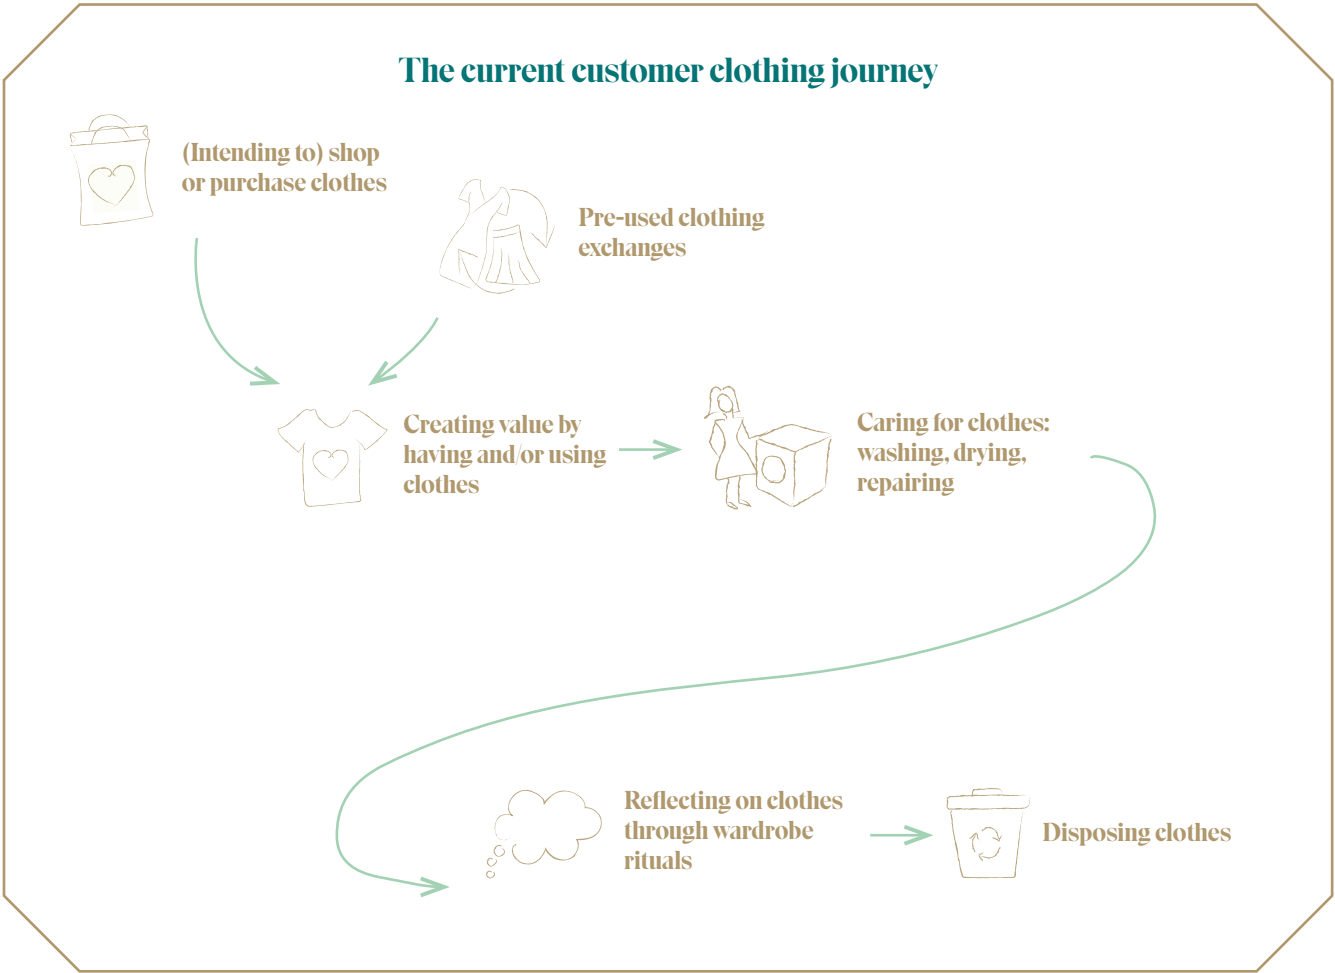 The current customer clothing journey
(Intending to) shop
or purchase clothes
Pre-used clothing
exchanges
Creating value by
having and/or using
clothes
Caring for clothes:
washing, drying,
repairing
Reflecting on clothes
through wardrobe
rituals
Disposing clothes